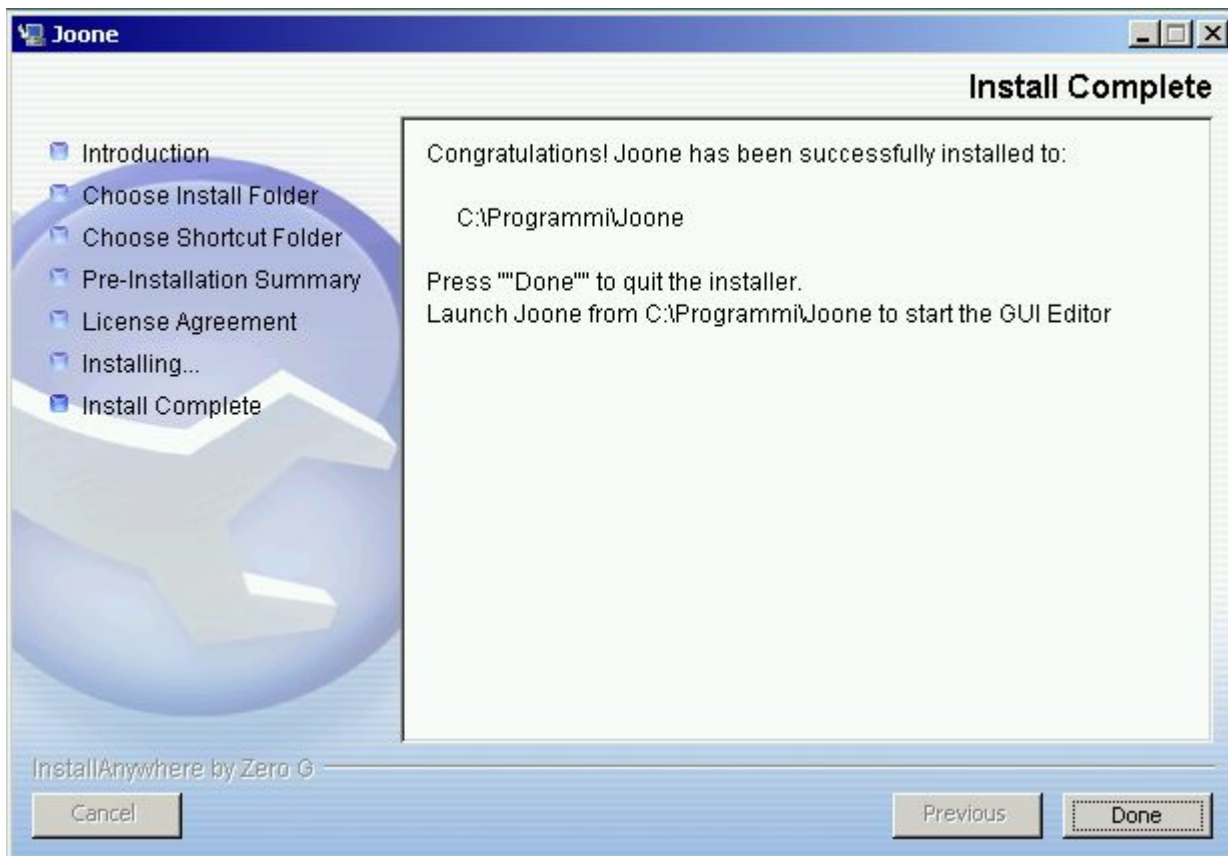 Joone
Install Complete
Introduction
Choose Install Folder
Choose Shortcut Folder
Pre-Installation Summary
License Agreement
Installing...
Install Complete
Congratulations! Joone has been successfully installed to:
C:\Programmi\Joone
Press ""Done"" to quit the installer.
Launch Joone from C:\Programmi\Joone to start the GUI Editor
InstallAnywhere by Zero G
Cancel
Previous
Done